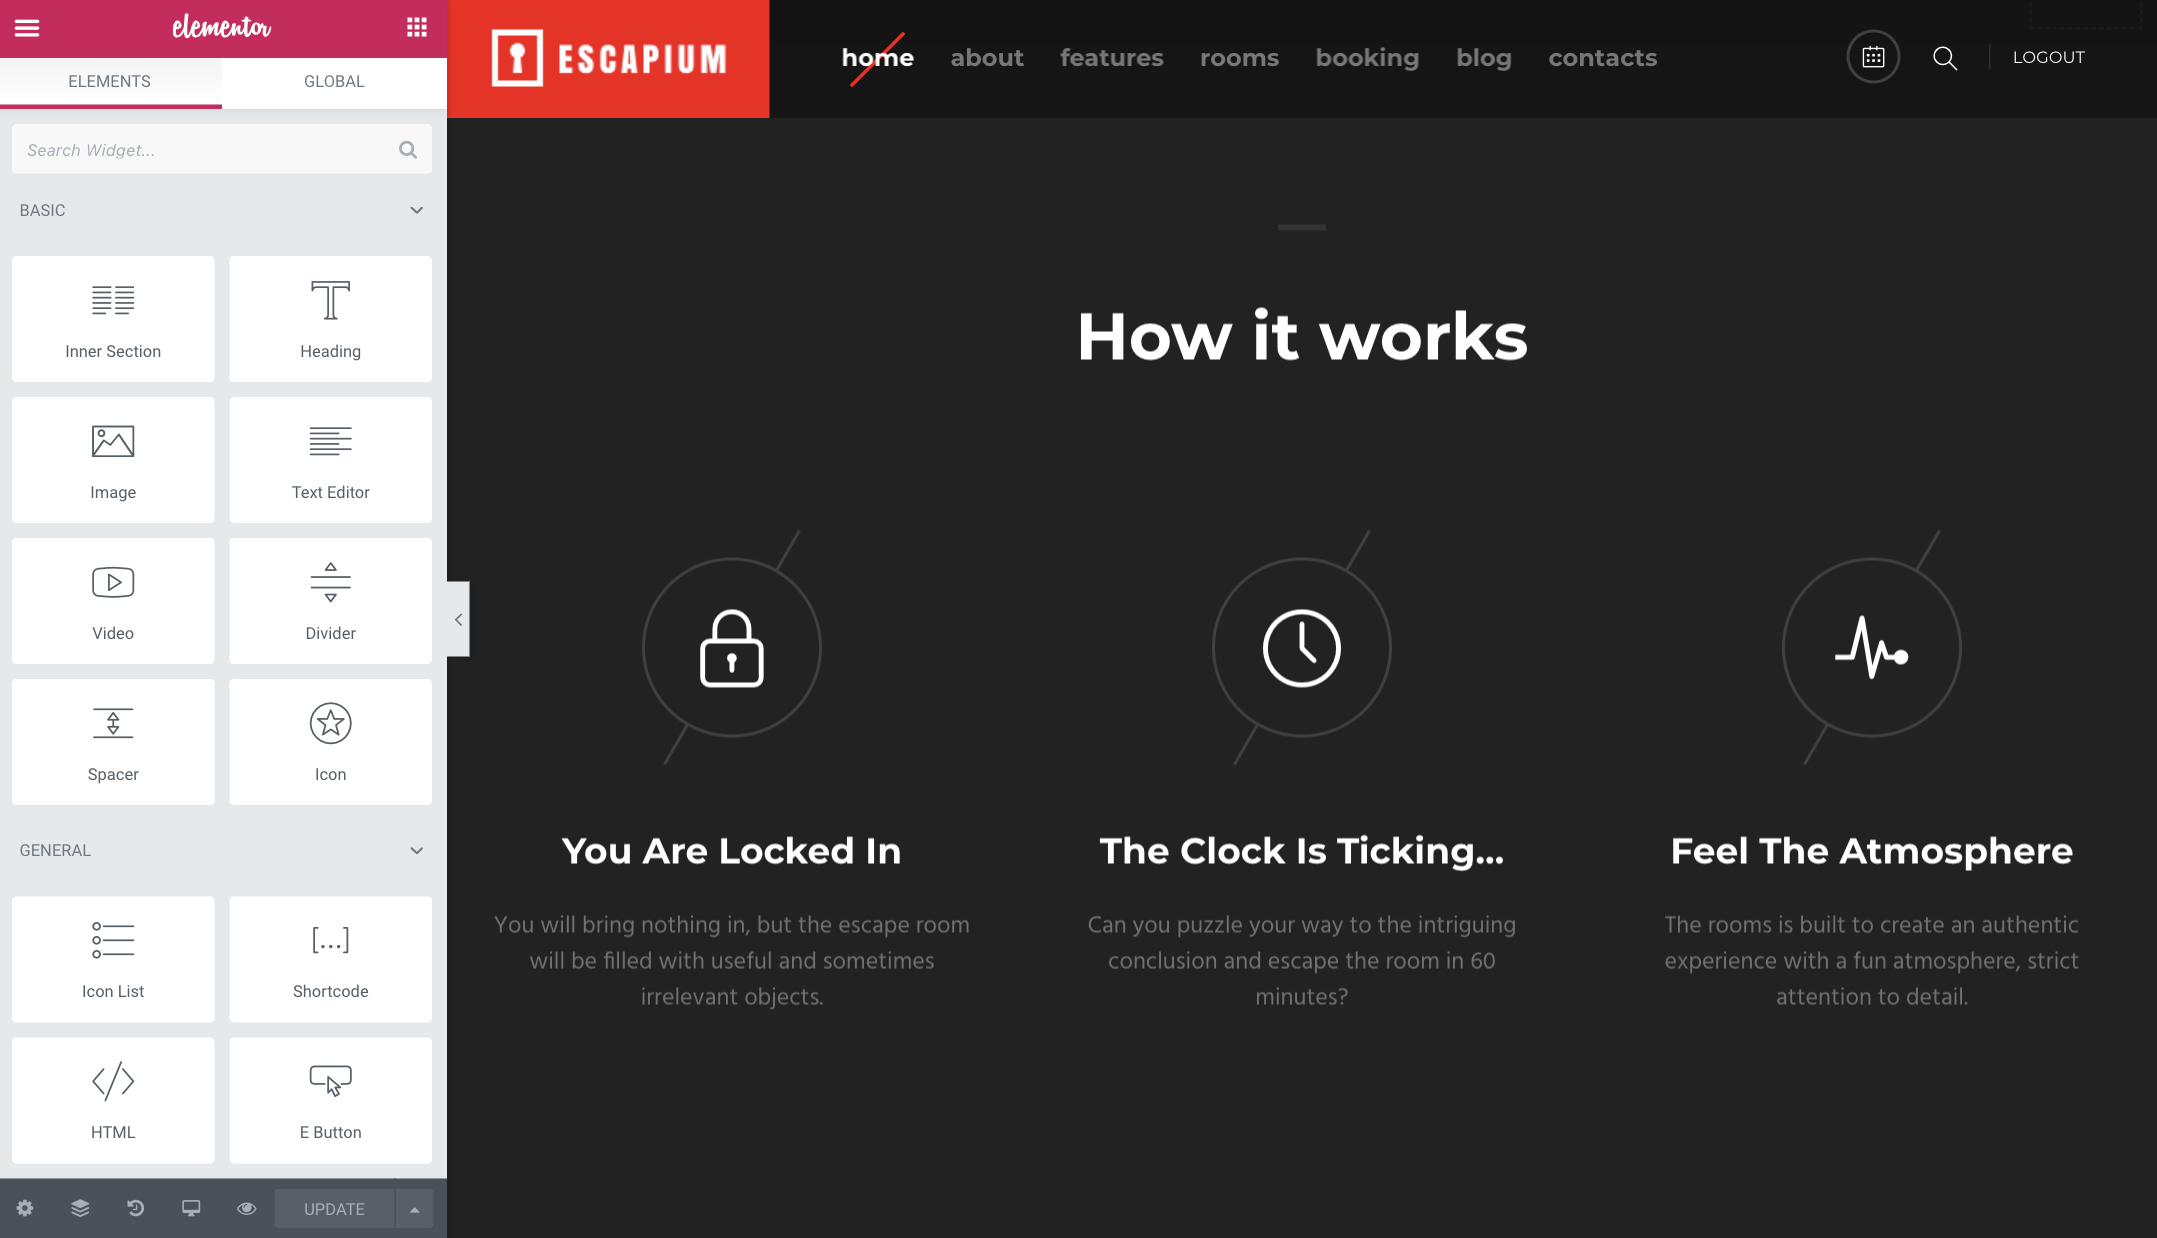 elementor
ELEMENTS
GLOBAL
Search Widget...
BASIC
Inner Section
Heading
Image
Text Editor
Video
Divider
Spacer
Icon
GENERAL
Icon List
[...]
Shortcode
HTML
E Button
UPDATE
ESCAPIUM
home about features rooms booking blog contacts
LOGOUT
How it works
You Are Locked In
You will bring nothing in, but the escape room
will be filled with useful and sometimes
irrelevant objects.
The Clock Is Ticking...
Can you puzzle your way to the intriguing
conclusion and escape the room in 60
minutes?
Feel The Atmosphere
The rooms is built to create an authentic
experience with a fun atmosphere, strict
attention to detail.